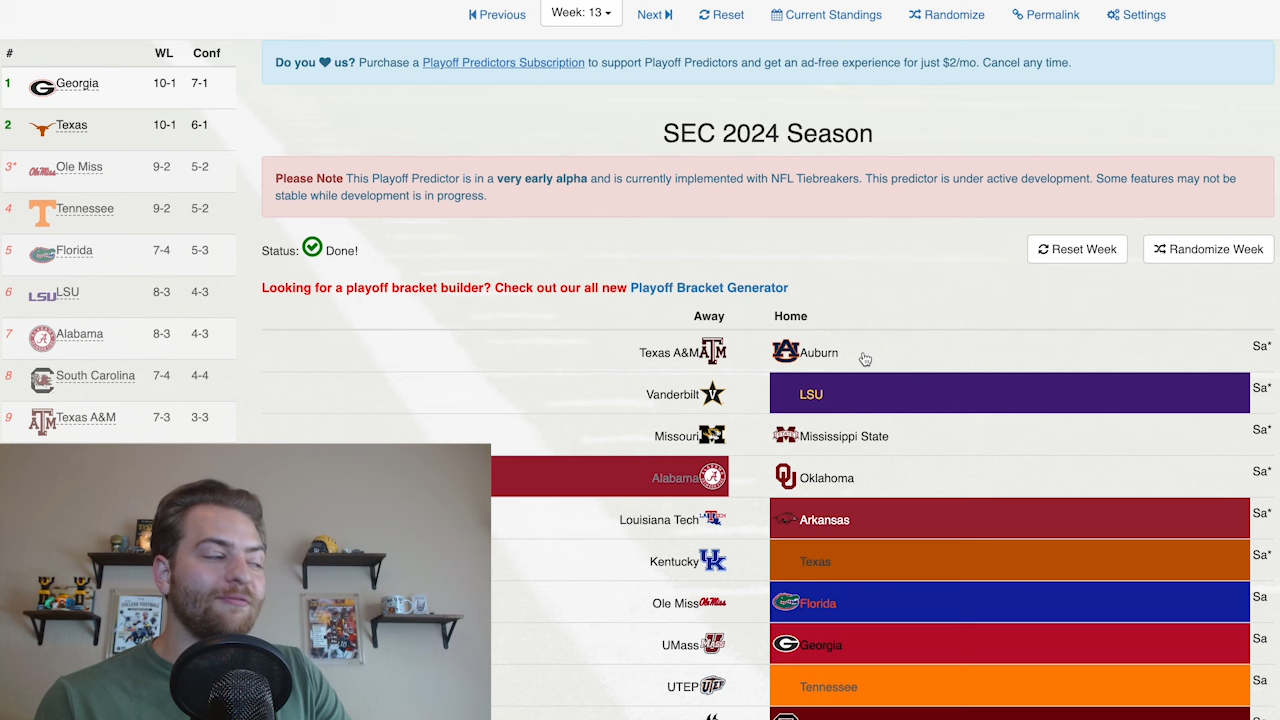 Previous Week: 13 Next Reset Current Standings Randomize Permalink Settings
# WL Conf
1 Georgia 10-1 7-1
2 Texas 10-1 6-1
3* Ole Miss 9-2 5-2
4 Tennessee 9-2 5-2
5 Florida 7-4 5-3
6 LSU 8-3 4-3
7 Alabama 8-3 4-3
8 South Carolina 7-4 4-4
9 Texas A&M 7-3 3-3
Do you us? Purchase a Playoff Predictors Subscription to support Playoff Predictors and get an ad-free experience for just $2/mo. Cancel any time.
SEC 2024 Season
Please Note This Playoff Predictor is in a very early alpha and is currently implemented with NFL Tiebreakers. This predictor is under active development. Some features may not be
stable while development is in progress.
Status: Done! Reset Week Randomize Week
Looking for a playoff bracket builder? Check out our all new Playoff Bracket Generator
Away Home
Texas A&M Auburn Sa*
Vanderbilt LSU Sa*
Missouri Mississippi State Sa*
Alabama Oklahoma Sa*
Louisiana Tech Arkansas Sa*
Kentucky Texas Sa*
Ole Miss Florida Sa
UMass Georgia Sa
UTEP Tennessee Sa